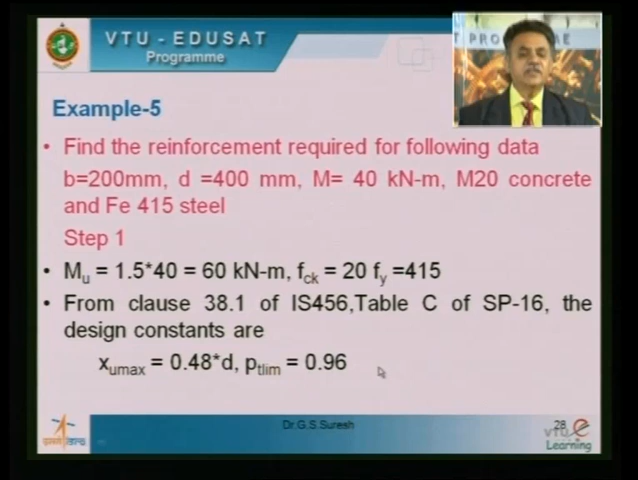 VTU - EDUSAT
Programme
T PRO
ME
Example-5
• Find the reinforcement required for following data
b=200mm, d =400 mm, M= 40 kN-m, M20 concrete
and Fe 415 steel
Step 1
• Mu = 1.5*40 = 60 kN-m, fck = 20 fy =415
• From clause 38.1 of IS456,Table C of SP-16, the
design constants are
xumax = 0.48*d, ptlim = 0.96
Dr.G.S.Suresh
28
VTU e
Learning